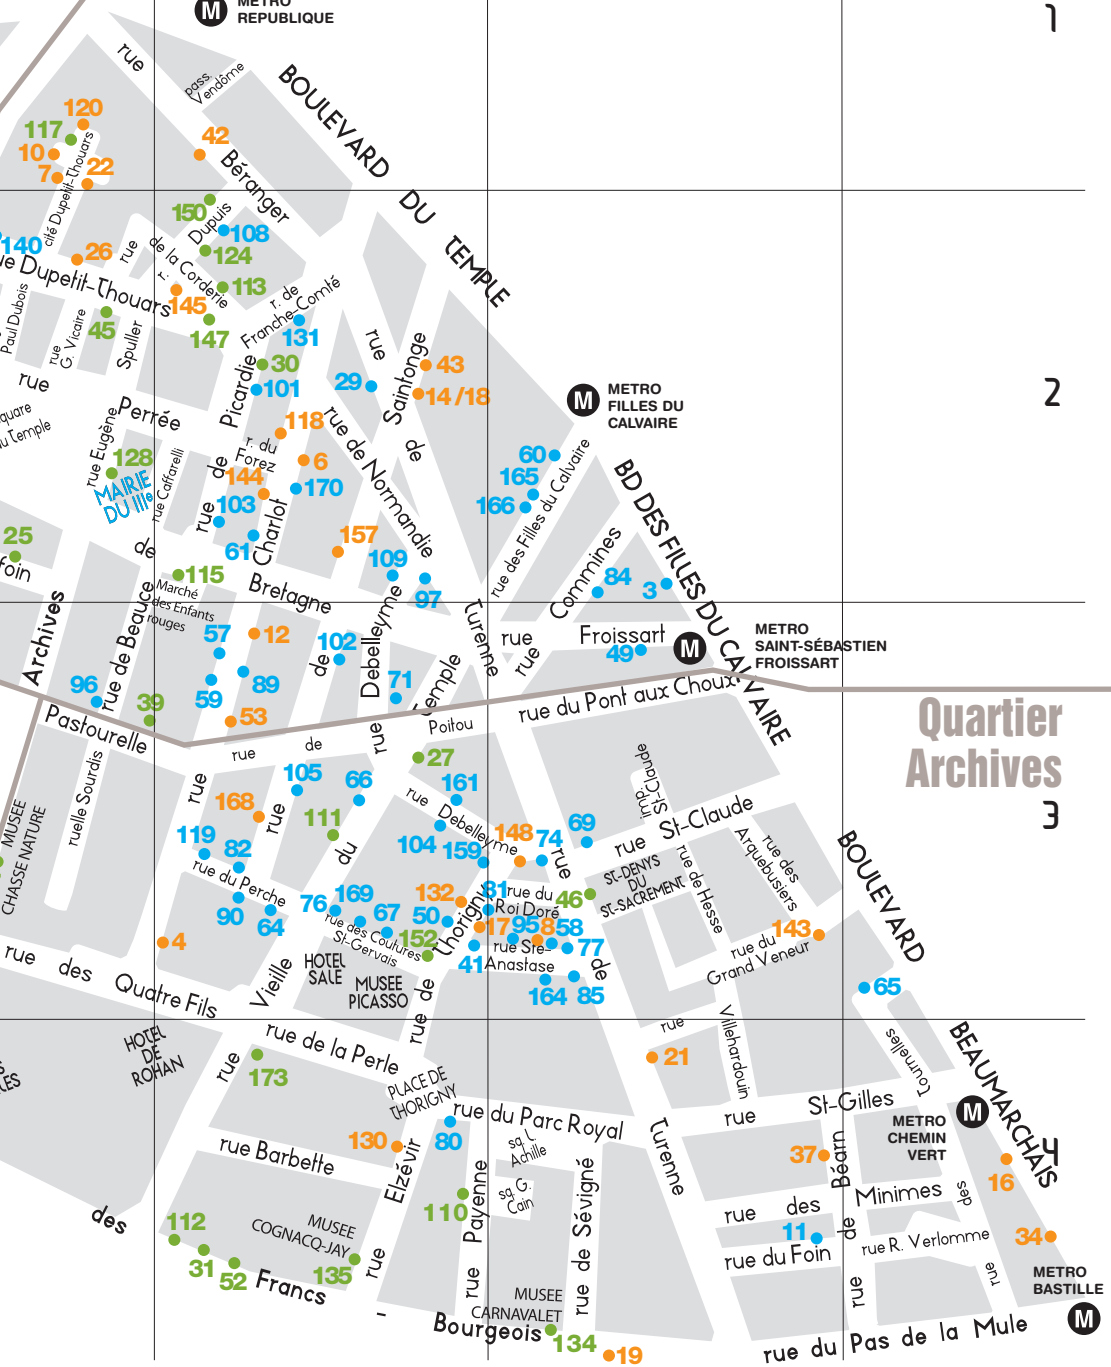 METRO
REPUBLIQUE
M
1
rue
pass.
Vendôme
BOULEVARD DU TEMPLE
120
117
10
7
22
cité Dupetit-Thouars
42
Béranger
150
Dupuis
108
124
140
26
rue
de la Corderie
113
r.
145
147
ue Dupetit-Thouars
45
Paul Dubois
rue
G. Vicaire
Spuller
r. de
Franche-Comté
131
30
101
Picardie
29
rue
Saintonge
43
14 /18
M
METRO
FILLES DU
CALVAIRE
2
rue
Perrée
quare
u Temple
rue Eugène
128
MAIRIE
DU IIIe
rue Caffarelli
118
r. du
Forez
6
144
170
103
de
rue
61
Charlot
rue de Normandie
de
157
109
97
60
165
166
rue des Filles du Calvaire
BD DES FILLES DU CALVAIRE
Commines
84
3
25
foin
de
115
Marché
des Enfants
rouges
Bretagne
Archives
rue de Beauce
57
12
102
59
89
de
Debelleyme
71
96
39
53
Turenne
rue
rue
Froissart
49
M
METRO
SAINT-SÉBASTIEN
FROISSART
Temple
rue du Pont aux Choux
Quartier
Archives
Pastourelle
rue
de
rue
Poitou
27
ruelle Sourdis
MUSEE
CHASSE NATURE
rue
105
66
168
rue
111
du
161
rue Debelleyme
104
159
148
74
69
rue
imp.
St-Claude
rue St-Claude
3
119
82
rue du Perche
90
64
76
169
67
rue des Coutures
St-Gervais
132
50
152
Thorigny
81
rue du
Roi Doré
46
ST-DENYS
DU
ST-SACREMENT
rue de Hesse
rue des
Arquebusiers
BOULEVARD
17
95
8
58
77
41
rue Ste-
Anastase
164
85
de
143
rue du
Grand Veneur
65
4
rue des Quatre Fils
Vieille
HOTEL
SALE
MUSEE
PICASSO
rue de
HOTEL
DE
ROHAN
rue
rue de la Perle
173
PLACE DE
THORIGNY
rue
21
Villehardouin
Tournelles
BEAUMARCHAIS
rue du Parc Royal
80
130
rue Barbette
Elzévir
sq. L.
Achille
sq. G.
Cain
Turenne
rue
St-Gilles
METRO
CHEMIN
VERT
M
4
37
Béarn
16
rue des Minimes
des
110
Payenne
rue de Sévigné
des
112
31
52
Francs
MUSEE
COGNACQ-JAY
135
rue
rue
11
rue du Foin
de
rue R. Verlomme
34
rue
rue
METRO
BASTILLE
M
MUSEE
CARNAVALET
-
Bourgeois
134
19
rue du Pas de la Mule